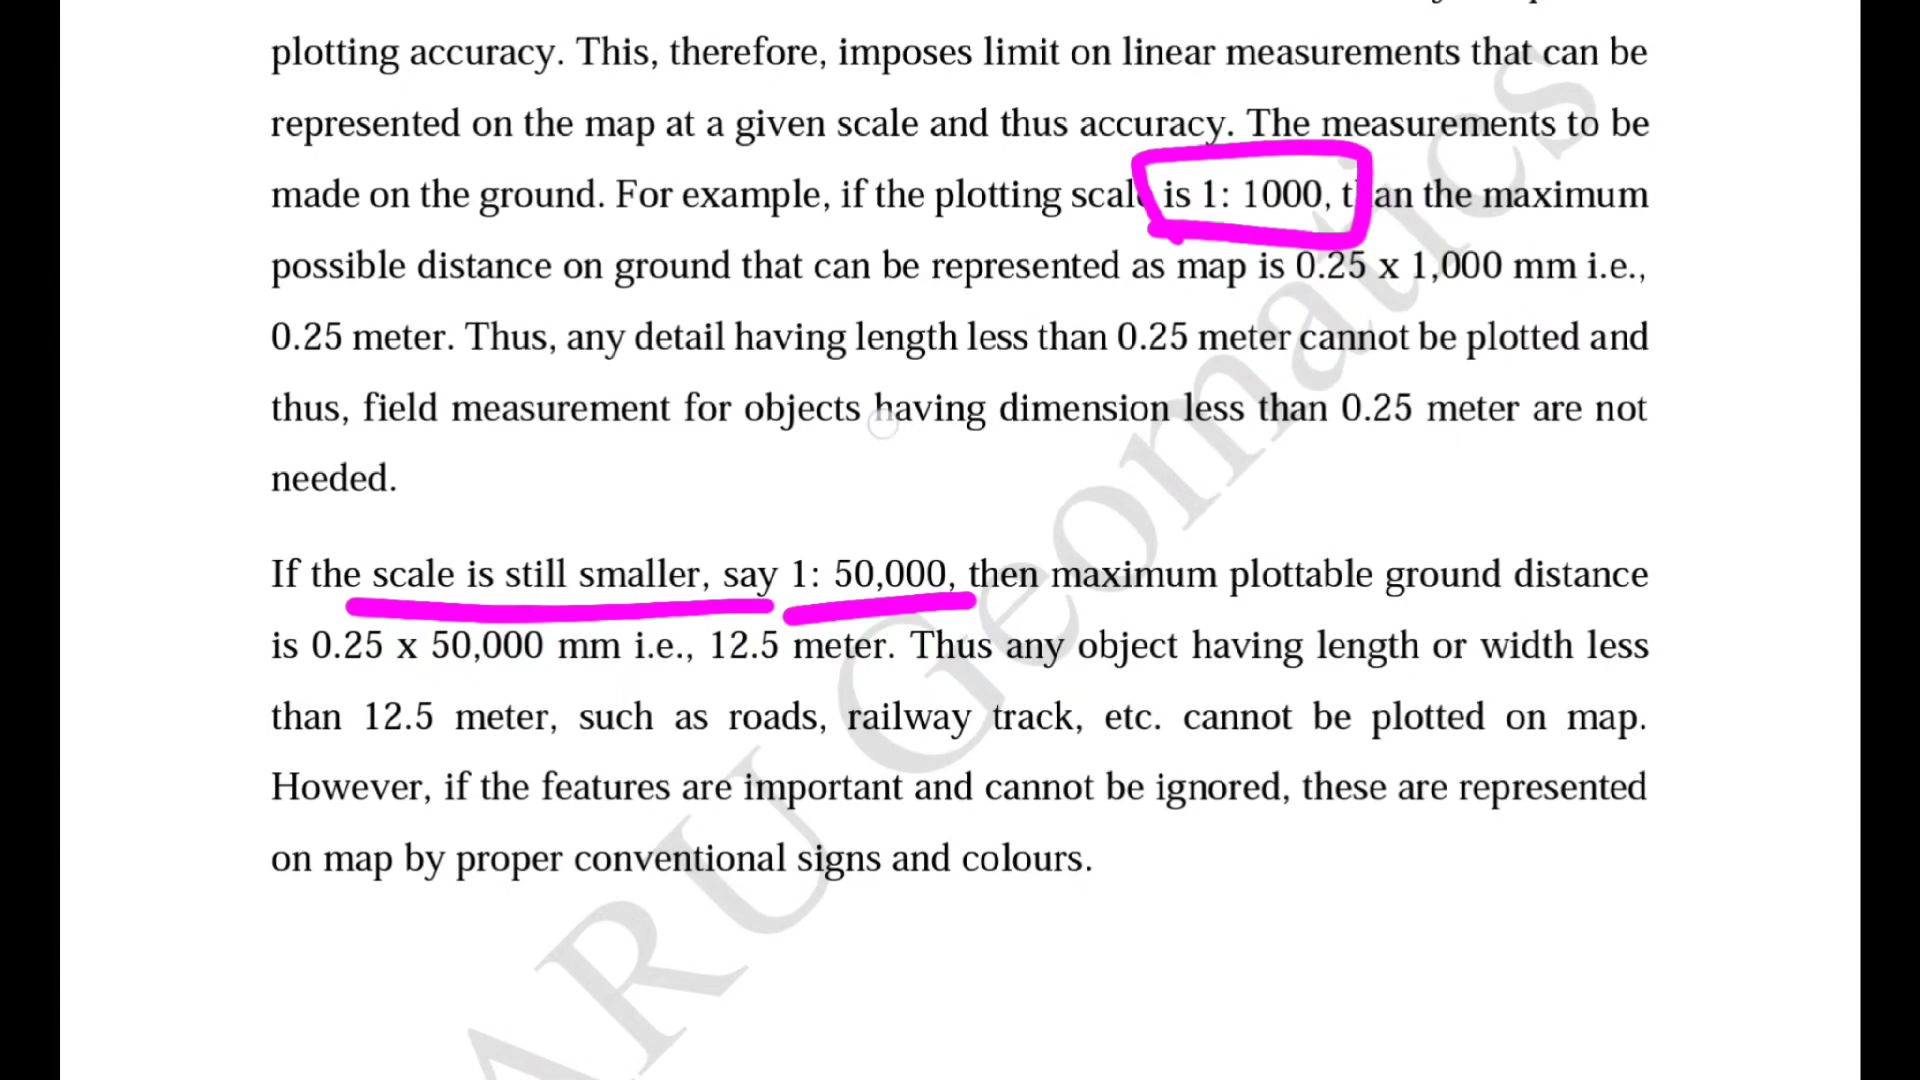 plotting accuracy. This, therefore, imposes limit on linear measurements that can be
represented on the map at a given scale and thus accuracy. The measurements to be
made on the ground. For example, if the plotting scale is 1: 1000, than the maximum
possible distance on ground that can be represented as map is 0.25 x 1,000 mm i.e.,
0.25 meter. Thus, any detail having length less than 0.25 meter cannot be plotted and
thus, field measurement for objects having dimension less than 0.25 meter are not
needed.
If the scale is still smaller, say 1: 50,000, then maximum plottable ground distance
is 0.25 x 50,000 mm i.e., 12.5 meter. Thus any object having length or width less
than 12.5 meter, such as roads, railway track, etc. cannot be plotted on map.
However, if the features are important and cannot be ignored, these are represented
on map by proper conventional signs and colours.
ARU Geomatics